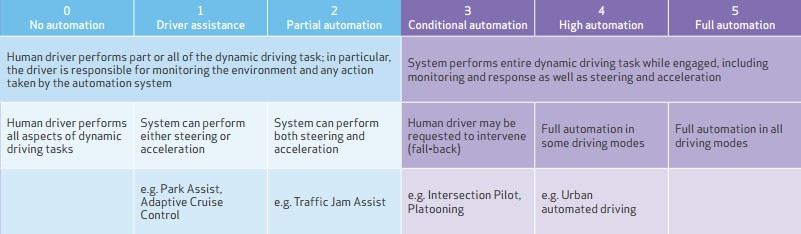 0
No automation
1
Driver assistance
2
Partial automation
3
Conditional automation
4
High automation
5
Full automation
Human driver performs part or all of the dynamic driving task; in particular,
the driver is responsible for monitoring the environment and any action
taken by the automation system
System performs entire dynamic driving task while engaged, including
monitoring and response as well as steering and acceleration
Human driver performs
all aspects of dynamic
driving tasks
System can perform
either steering or
acceleration
System can perform
both steering and
acceleration
Human driver may be
requested to intervene
(fall-back)
Full automation in
some driving modes
Full automation in all
driving modes
e.g. Park Assist,
Adaptive Cruise
Control
e.g. Traffic Jam Assist
e.g. Intersection Pilot,
Platooning
e.g. Urban
automated driving